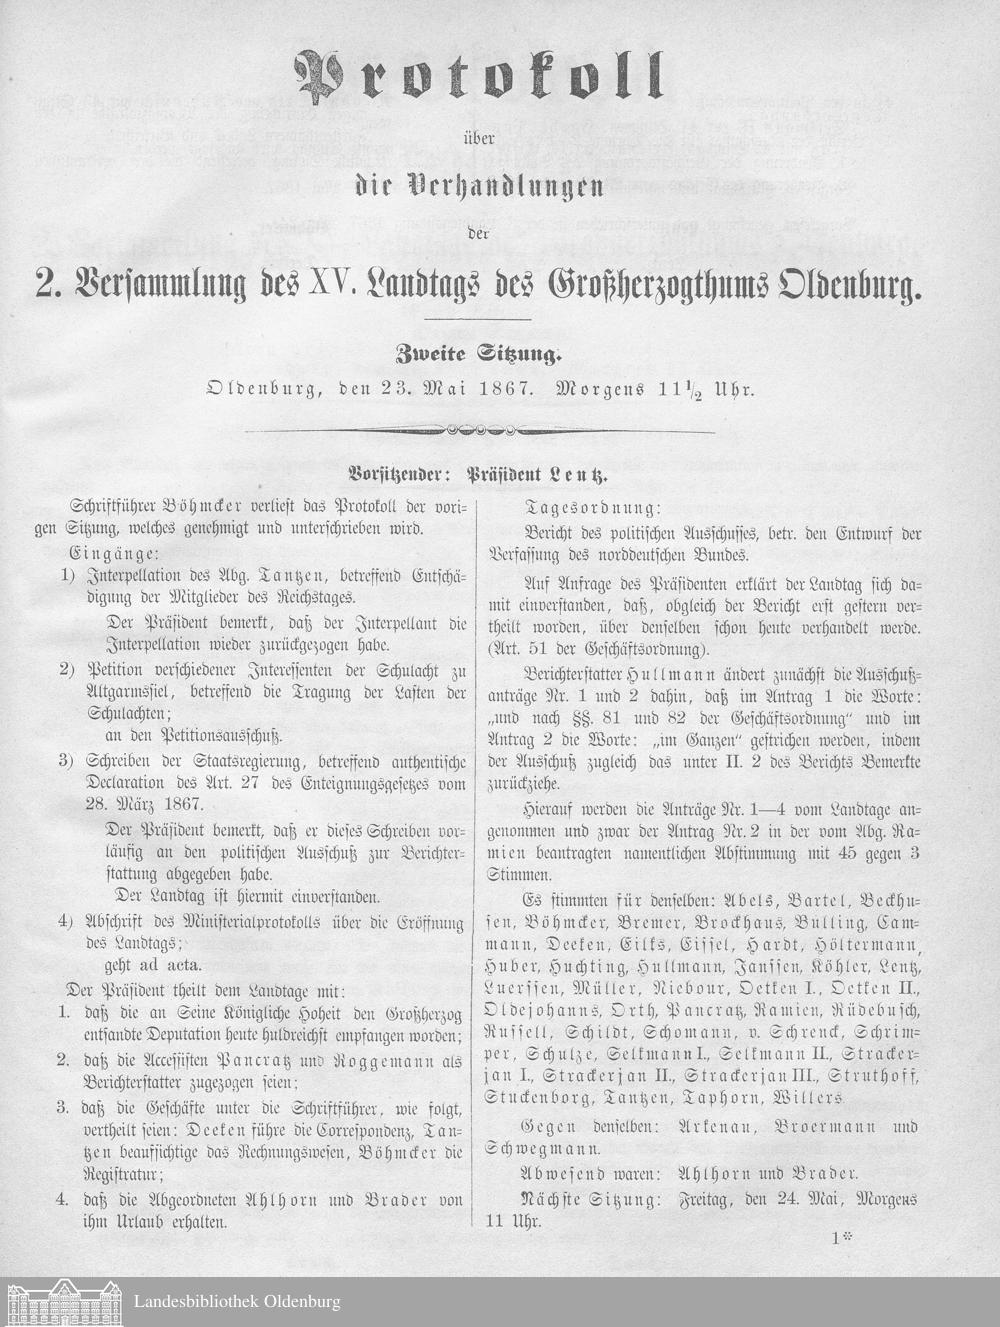 Protokoll
über
die Verhandlungen
der
2. Versammlung des XV. Landtags des Großherzogthums Oldenburg.
Zweite Sitzung.
Oldenburg, den 23. Mai 1867. Morgens 11 1/2 Uhr.
Vorsitzender: Präsident Lentz.
Schriftführer Böhmcker verliest das Protokoll der vori-
gen Sitzung, welches genehmigt und unterschrieben wird.
Eingänge:
1) Interpellation des Abg. Tantzen, betreffend Entschä-
digung der Mitglieder des Reichstages.
Der Präsident bemerkt, daß der Interpellant die
Interpellation wieder zurückgezogen habe.
2) Petition verschiedener Interessenten der Schulacht zu
Altgarmssiel, betreffend die Tragung der Lasten der
Schulachten;
an den Petitionsausschuß.
3) Schreiben der Staatsregierung, betreffend authentische
Declaration des Art. 27 des Enteignungsgesetzes vom
28. März 1867.
Der Präsident bemerkt, daß er dieses Schreiben vor-
läufig an den politischen Ausschuß zur Berichter-
stattung abgegeben habe.
Der Landtag ist hiermit einverstanden.
4) Abschrift des Ministerialprotokolls über die Eröffnung
des Landtags;
geht ad acta.
Der Präsident theilt dem Landtage mit:
1. daß die an Seine Königliche Hoheit den Großherzog
entsandte Deputation heute huldreichst empfangen worden;
2. daß die Accessisten Pancratz und Roggemann als
Berichterstatter zugezogen seien;
3. daß die Geschäfte unter die Schriftführer, wie folgt,
vertheilt seien: Deeken führe die Correspondenz, Tan-
tzen beaufsichtige das Rechnungswesen, Böhmcker die
Registratur;
4. daß die Abgeordneten Ahlhorn und Brader von
ihm Urlaub erhalten.
Tagesordnung:
Bericht des politischen Ausschusses, betr. den Entwurf der
Verfassung des norddeutschen Bundes.
Auf Anfrage des Präsidenten erklärt der Landtag sich da-
mit einverstanden, daß, obgleich der Bericht erst gestern ver-
theilt worden, über denselben schon heute verhandelt werde.
(Art. 51 der Geschäftsordnung).
Berichterstatter Hullmann ändert zunächst die Ausschuß-
anträge Nr. 1 und 2 dahin, daß im Antrag 1 die Worte:
„und nach §§. 81 und 82 der Geschäftsordnung“ und im
Antrag 2 die Worte: „im Ganzen“ gestrichen werden, indem
der Ausschuß zugleich das unter II. 2 des Berichts Bemerkte
zurückziehe.
Hierauf werden die Anträge Nr. 1—4 vom Landtage an-
genommen und zwar der Antrag Nr. 2 in der vom Abg. Ra-
mien beantragten namentlichen Abstimmung mit 45 gegen 3
Stimmen.
Es stimmten für denselben: Abels, Bartel, Beckhu-
sen, Böhmcker, Bremer, Brockhaus, Bulling, Cam-
mann, Deeken, Eilks, Eissel, Hardt, Höltermann,
Huber, Huchting, Hullmann, Janssen, Köhler, Lentz,
Luerssen, Müller, Niebour, Oetken I., Oetken II.,
Oldejohanns, Orth, Pancratz, Ramien, Rüdebusch,
Russell, Schildt, Schomann, v. Schrenck, Schrim-
per, Schulze, Selkmann I., Selkmann II., Stracker-
jan I., Strackerjan II., Strackerjan III., Struthoff,
Stuckenborg, Tantzen, Taphorn, Willers.
Gegen denselben: Arkenau, Broermann und
Schwegmann.
Abwesend waren: Ahlhorn und Brader.
Nächste Sitzung: Freitag, den 24. Mai, Morgens
11 Uhr.
1*
Landesbibliothek Oldenburg